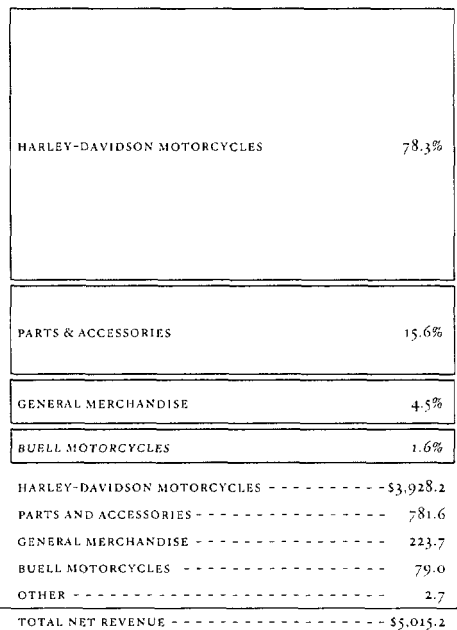 HARLEY-DAVIDSON MOTORCYCLES 78.3%
PARTS & ACCESSORIES 15.6%
GENERAL MERCHANDISE 4.5%
BUELL MOTORCYCLES 1.6%
HARLEY-DAVIDSON MOTORCYCLES - - - - - - - - - - $3,928.2
PARTS AND ACCESSORIES - - - - - - - - - - - - - - - - 781.6
GENERAL MERCHANDISE - - - - - - - - - - - - - - - - - 223.7
BUELL MOTORCYCLES - - - - - - - - - - - - - - - - - - 79.0
OTHER - - - - - - - - - - - - - - - - - - - - - - - - - - - - 2.7
TOTAL NET REVENUE - - - - - - - - - - - - - - - - - - $5,015.2